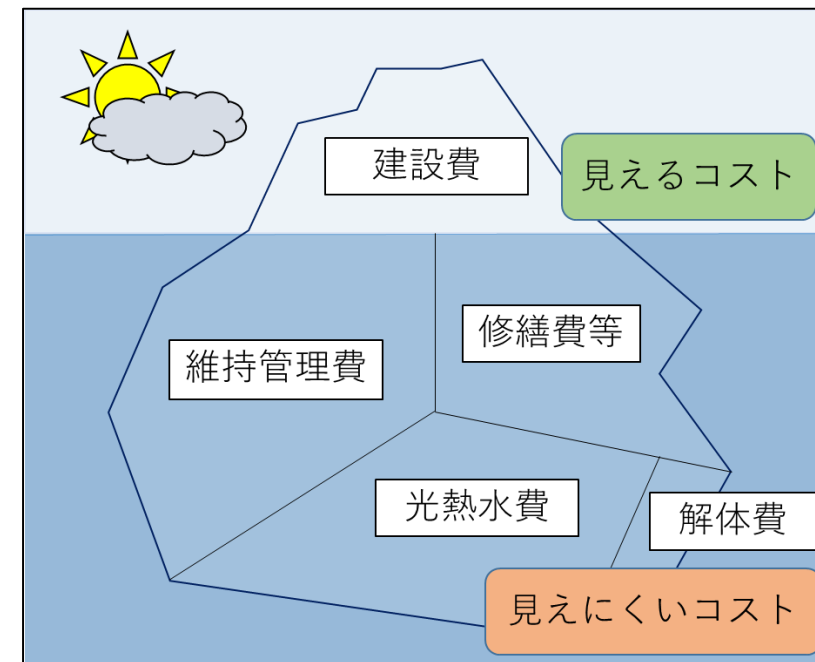 建設費
見えるコスト
修繕費等
維持管理費
光熱水費
解体費
見えにくいコスト